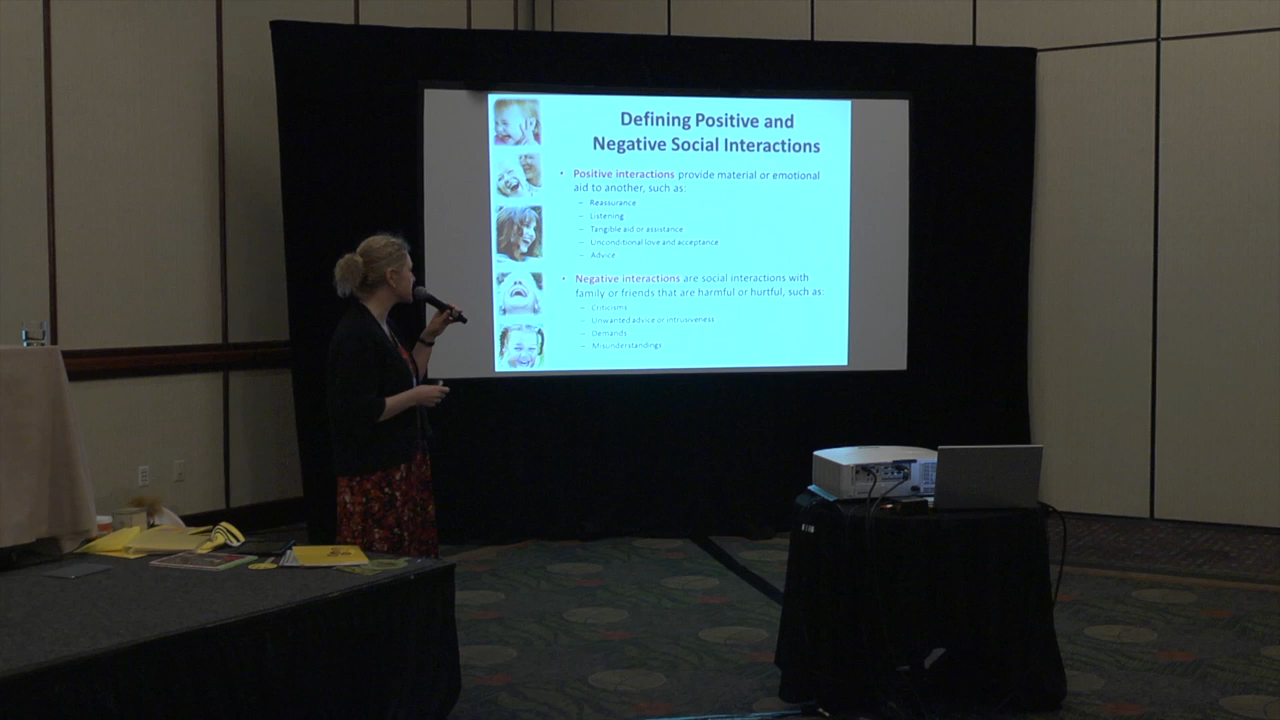 Defining Positive and
Negative Social Interactions
• Positive interactions provide material or emotional
aid to another, such as:
– Reassurance
– Listening
– Tangible aid or assistance
– Unconditional love and acceptance
– Advice
• Negative interactions are social interactions with
family or friends that are harmful or hurtful, such as:
– Criticisms
– Unwanted advice or intrusiveness
– Demands
– Misunderstandings